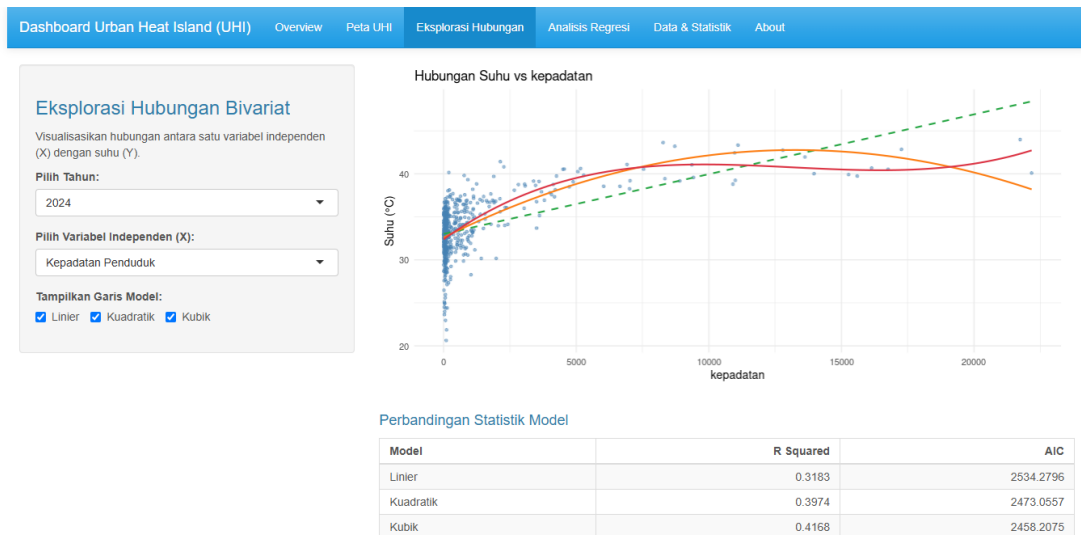 Dashboard Urban Heat Island (UHI) Overview Peta UHI Eksplorasi Hubungan Analisis Regresi Data & Statistik About
Eksplorasi Hubungan Bivariat
Visualisasikan hubungan antara satu variabel independen
(X) dengan suhu (Y).
Pilih Tahun:
2024
Pilih Variabel Independen (X):
Kepadatan Penduduk
Tampilkan Garis Model:
Linier Kuadratik Kubik
Hubungan Suhu vs kepadatan
Suhu (°C)
40
30
20
0 5000 10000 15000 20000
kepadatan
Perbandingan Statistik Model
Model R Squared AIC
Linier 0.3183 2534.2796
Kuadratik 0.3974 2473.0557
Kubik 0.4168 2458.2075